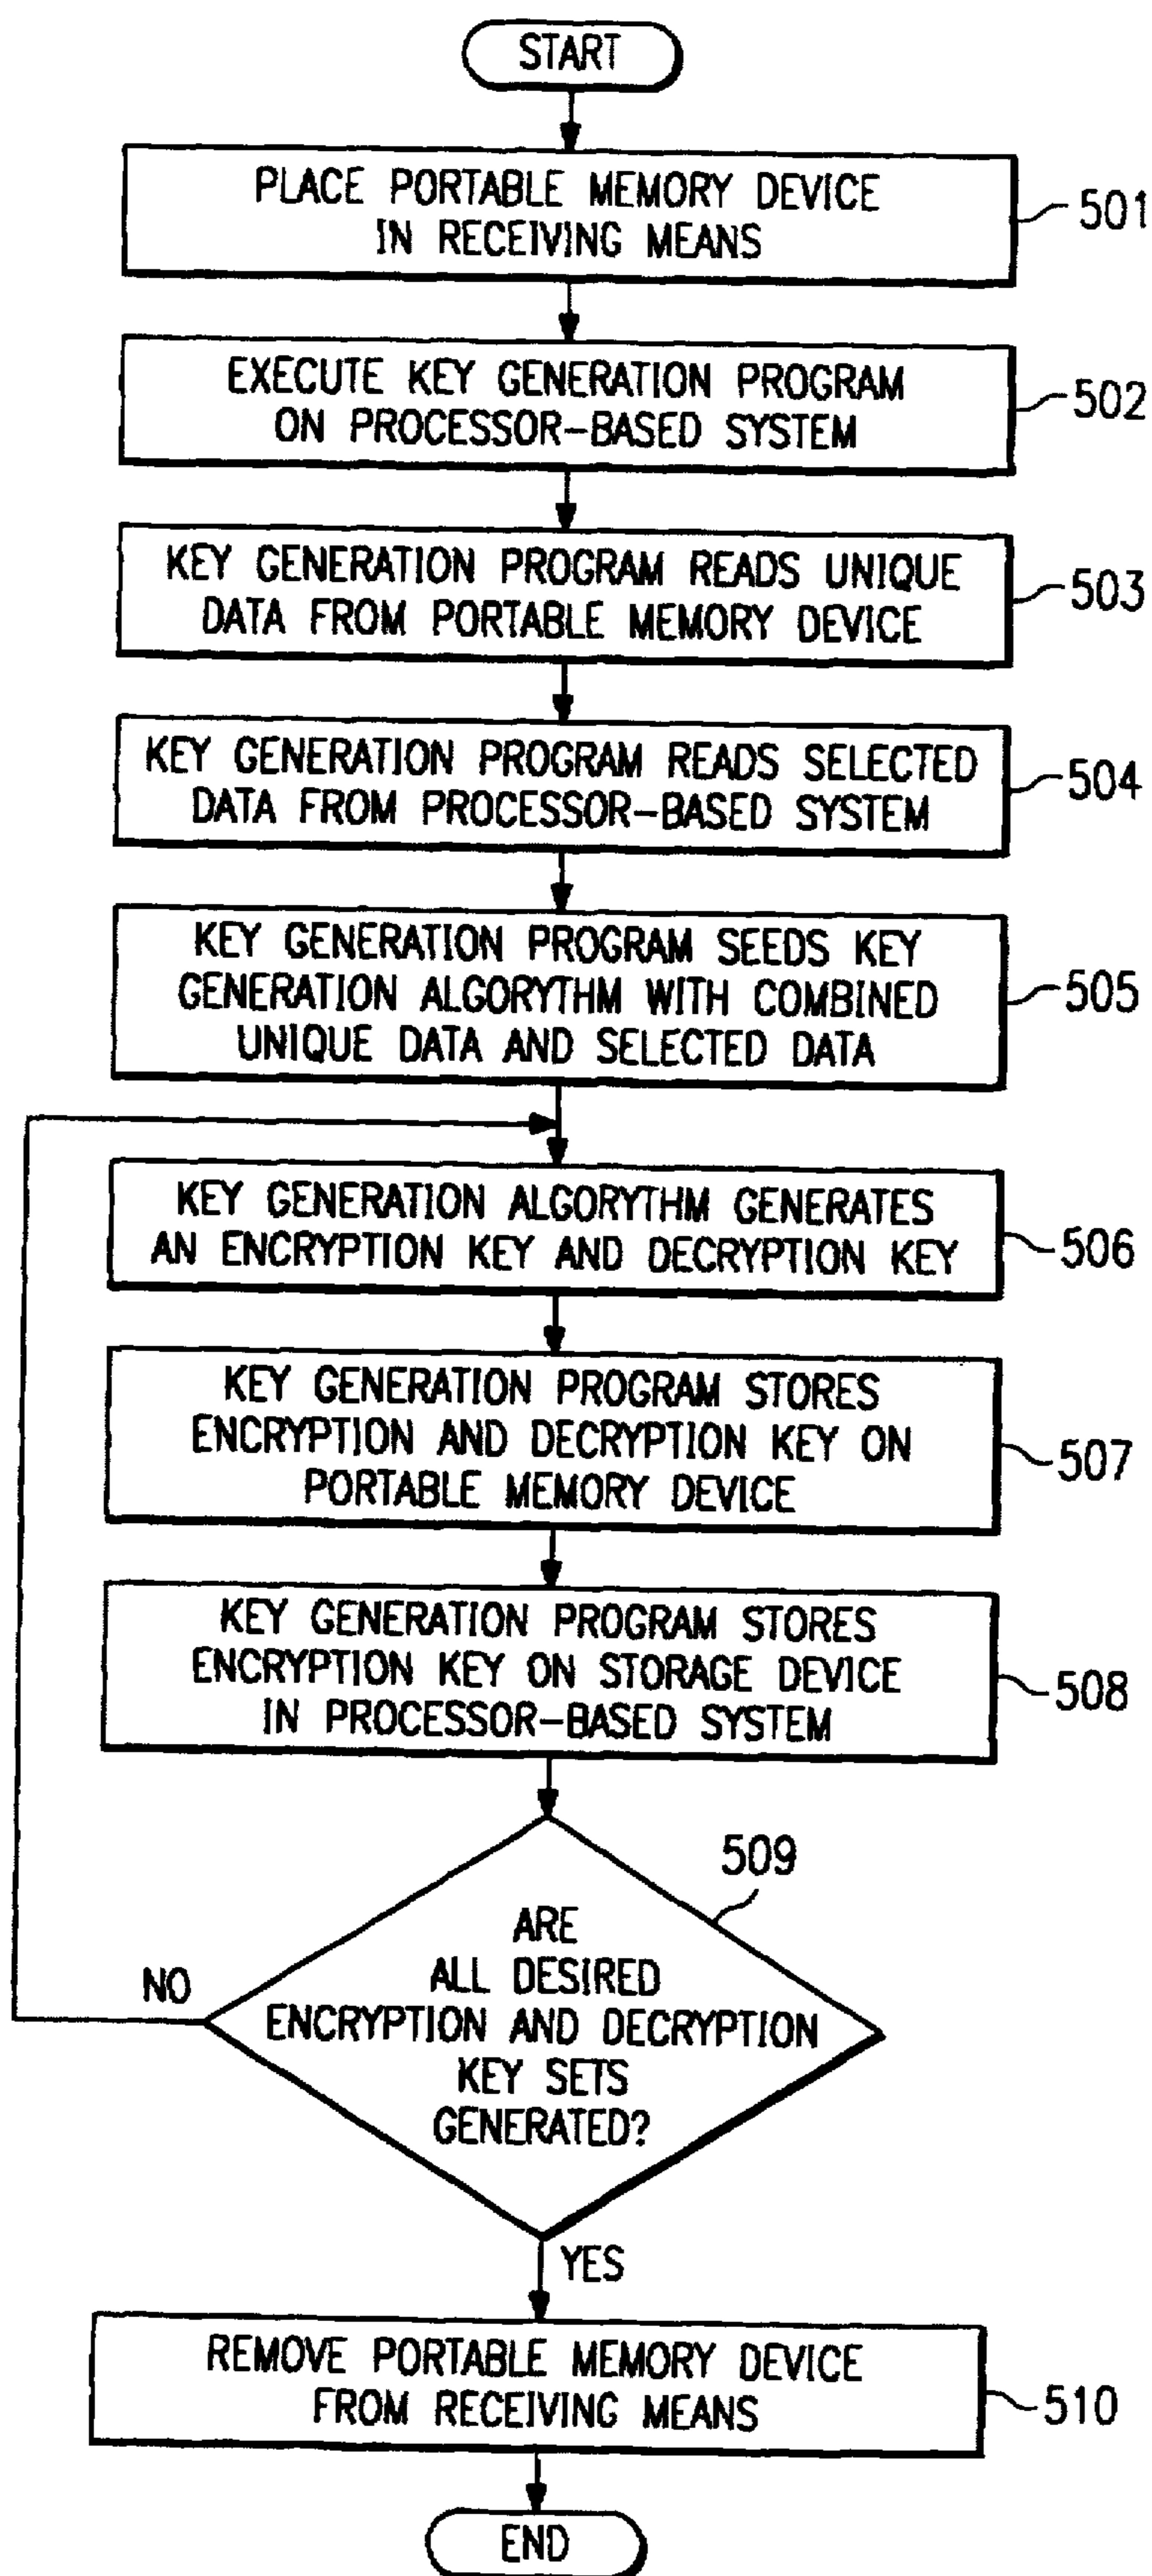 START
PLACE PORTABLE MEMORY DEVICE
IN RECEIVING MEANS
501
EXECUTE KEY GENERATION PROGRAM
ON PROCESSOR-BASED SYSTEM
502
KEY GENERATION PROGRAM READS UNIQUE
DATA FROM PORTABLE MEMORY DEVICE
503
KEY GENERATION PROGRAM READS SELECTED
DATA FROM PROCESSOR-BASED SYSTEM
504
KEY GENERATION PROGRAM SEEDS KEY
GENERATION ALGORYTHM WITH COMBINED
UNIQUE DATA AND SELECTED DATA
505
KEY GENERATION ALGORYTHM GENERATES
AN ENCRYPTION KEY AND DECRYPTION KEY
506
KEY GENERATION PROGRAM STORES
ENCRYPTION AND DECRYPTION KEY ON
PORTABLE MEMORY DEVICE
507
KEY GENERATION PROGRAM STORES
ENCRYPTION KEY ON STORAGE DEVICE
IN PROCESSOR-BASED SYSTEM
508
509
ARE
ALL DESIRED
ENCRYPTION AND DECRYPTION
KEY SETS
GENERATED?
NO
YES
REMOVE PORTABLE MEMORY DEVICE
FROM RECEIVING MEANS
510
END